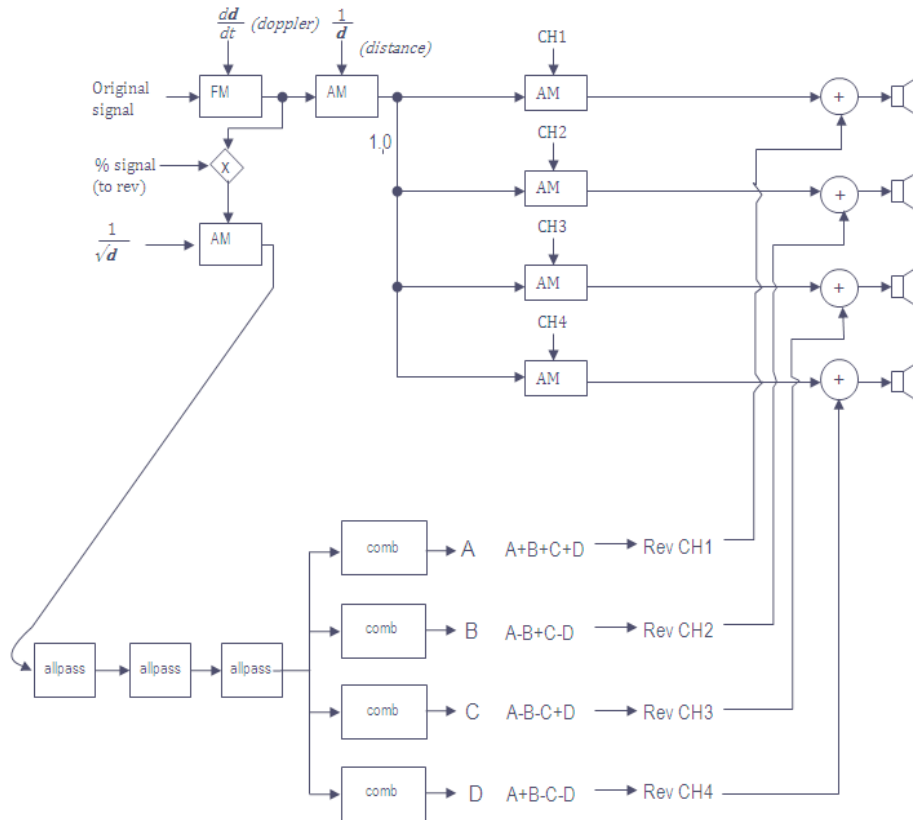 dd/dt (doppler)
1/d
(distance)
CH1
Original
signal
FM
AM
AM
+
1.,0
CH2
% signal
(to rev)
X
AM
+
1/√d
AM
CH3
AM
+
CH4
AM
+
comb
A
A+B+C+D
Rev CH1
comb
B
A-B+C-D
Rev CH2
allpass
allpass
allpass
comb
C
A-B-C+D
Rev CH3
comb
D
A+B-C-D
Rev CH4